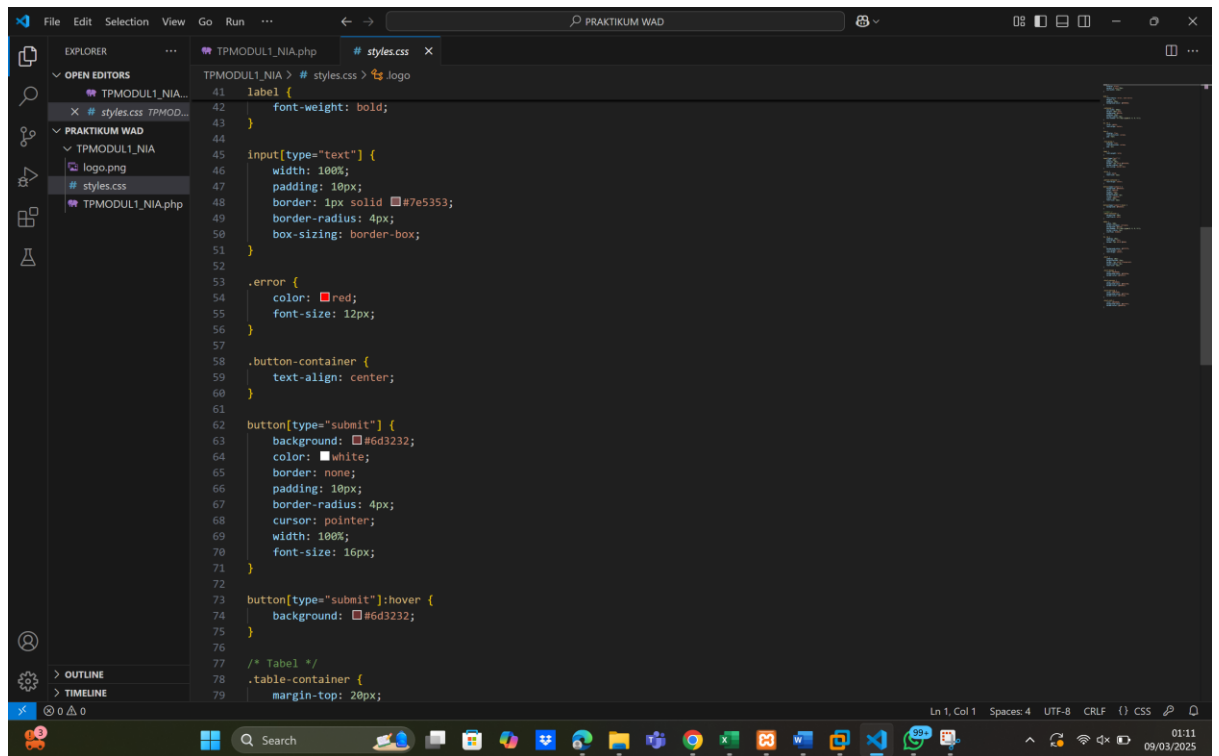 File Edit Selection View Go Run ··· PRAKTIKUM WAD
EXPLORER ···
OPEN EDITORS
TPMODUL1_NIA...
# styles.css TPMOD...
PRAKTIKUM WAD
TPMODUL1_NIA
logo.png
# styles.css
TPMODUL1_NIA.php
OUTLINE
TIMELINE
TPMODUL1_NIA.php # styles.css
TPMODUL1_NIA > # styles.css > .logo
41 label {
42 font-weight: bold;
43 }
44
45 input[type="text"] {
46 width: 100%;
47 padding: 10px;
48 border: 1px solid #7e5353;
49 border-radius: 4px;
50 box-sizing: border-box;
51 }
52
53 .error {
54 color: red;
55 font-size: 12px;
56 }
57
58 .button-container {
59 text-align: center;
60 }
61
62 button[type="submit"] {
63 background: #6d3232;
64 color: white;
65 border: none;
66 padding: 10px;
67 border-radius: 4px;
68 cursor: pointer;
69 width: 100%;
70 font-size: 16px;
71 }
72
73 button[type="submit"]:hover {
74 background: #6d3232;
75 }
76
77 /* Tabel */
78 .table-container {
79 margin-top: 20px;
0 0 Ln 1, Col 1 Spaces: 4 UTF-8 CRLF {} CSS
3 Search 99+ 01:11
09/03/2025